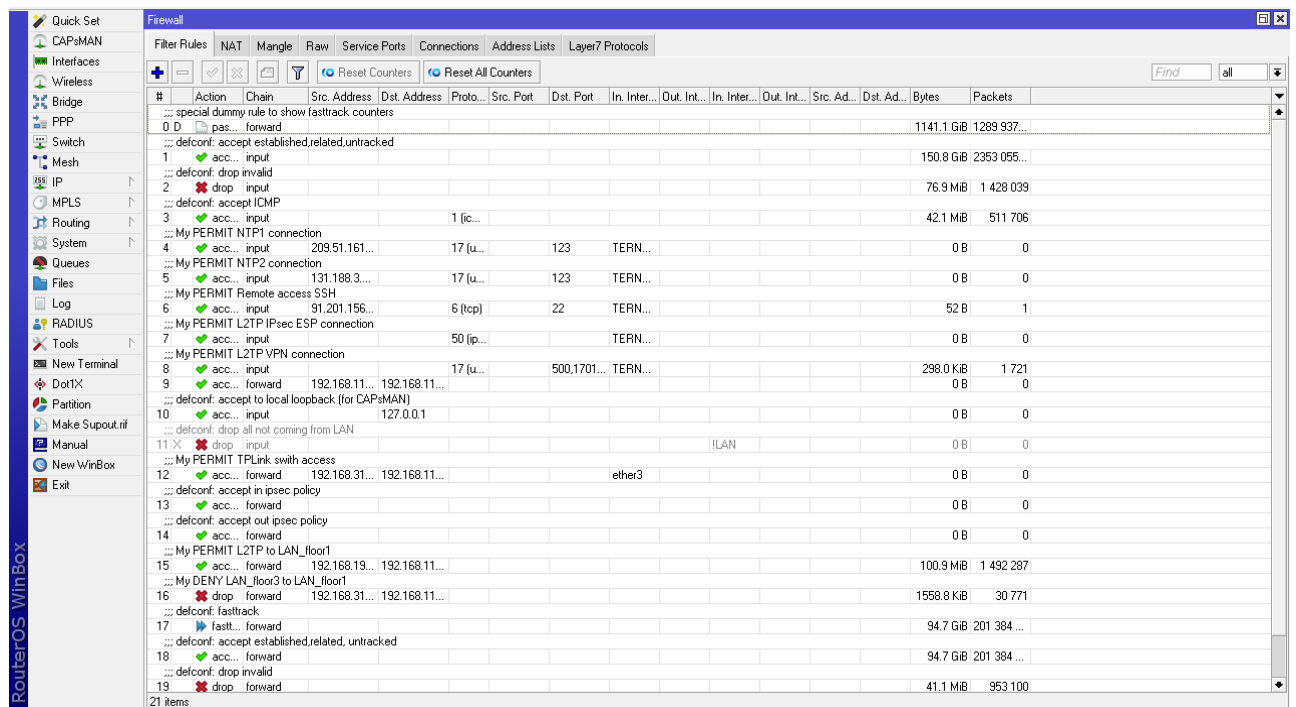 Quick Set
CAPsMAN
Interfaces
Wireless
Bridge
PPP
Switch
Mesh
IP
MPLS
Routing
System
Queues
Files
Log
RADIUS
Tools
New Terminal
Dot1X
Partition
Make Supout.rif
Manual
New WinBox
Exit
RouterOS WinBox
Firewall
Filter Rules NAT Mangle Raw Service Ports Connections Address Lists Layer7 Protocols
Reset Counters Reset All Counters Find all
# Action Chain Src. Address Dst. Address Proto... Src. Port Dst. Port In. Inter... Out. Int... In. Inter... Out. Int... Src. Ad... Dst. Ad... Bytes Packets
;;; special dummy rule to show fasttrack counters
0 D pas... forward 1141.1 GiB 1289 937...
;;; defconf: accept established,related,untracked
1 acc... input 150.8 GiB 2353 055...
;;; defconf: drop invalid
2 drop input 76.9 MiB 1 428 039
;;; defconf: accept ICMP
3 acc... input 1 (ic... 42.1 MiB 511 706
;;; My PERMIT NTP1 connection
4 acc... input 209.51.161... 17 (u... 123 TERN... 0 B 0
;;; My PERMIT NTP2 connection
5 acc... input 131.188.3.... 17 (u... 123 TERN... 0 B 0
;;; My PERMIT Remote access SSH
6 acc... input 91.201.156... 6 (tcp) 22 TERN... 52 B 1
;;; My PERMIT L2TP IPsec ESP connection
7 acc... input 50 (ip... TERN... 0 B 0
;;; My PERMIT L2TP VPN connection
8 acc... input 17 (u... 500,1701... TERN... 298.0 KiB 1 721
9 acc... forward 192.168.11... 192.168.11... 0 B 0
;;; defconf: accept to local loopback (for CAPsMAN)
10 acc... input 127.0.0.1 0 B 0
;;; defconf: drop all not coming from LAN
11 X drop input !LAN 0 B 0
;;; My PERMIT TPLink swith access
12 acc... forward 192.168.31... 192.168.11... ether3 0 B 0
;;; defconf: accept in ipsec policy
13 acc... forward 0 B 0
;;; defconf: accept out ipsec policy
14 acc... forward 0 B 0
;;; My PERMIT L2TP to LAN_floor1
15 acc... forward 192.168.19... 192.168.11... 100.9 MiB 1 492 287
;;; My DENY LAN_floor3 to LAN_floor1
16 drop forward 192.168.31... 192.168.11... 1558.8 KiB 30 771
;;; defconf: fasttrack
17 fastt... forward 94.7 GiB 201 384 ...
;;; defconf: accept established,related, untracked
18 acc... forward 94.7 GiB 201 384 ...
;;; defconf: drop invalid
19 drop forward 41.1 MiB 953 100
21 items